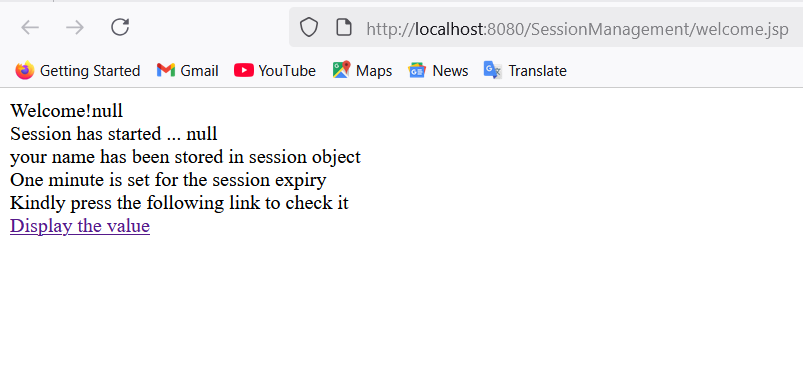 http://localhost:8080/SessionManagement/welcome.jsp
Getting Started Gmail YouTube Maps News Translate
Welcome!null
Session has started ... null
your name has been stored in session object
One minute is set for the session expiry
Kindly press the following link to check it
Display the value